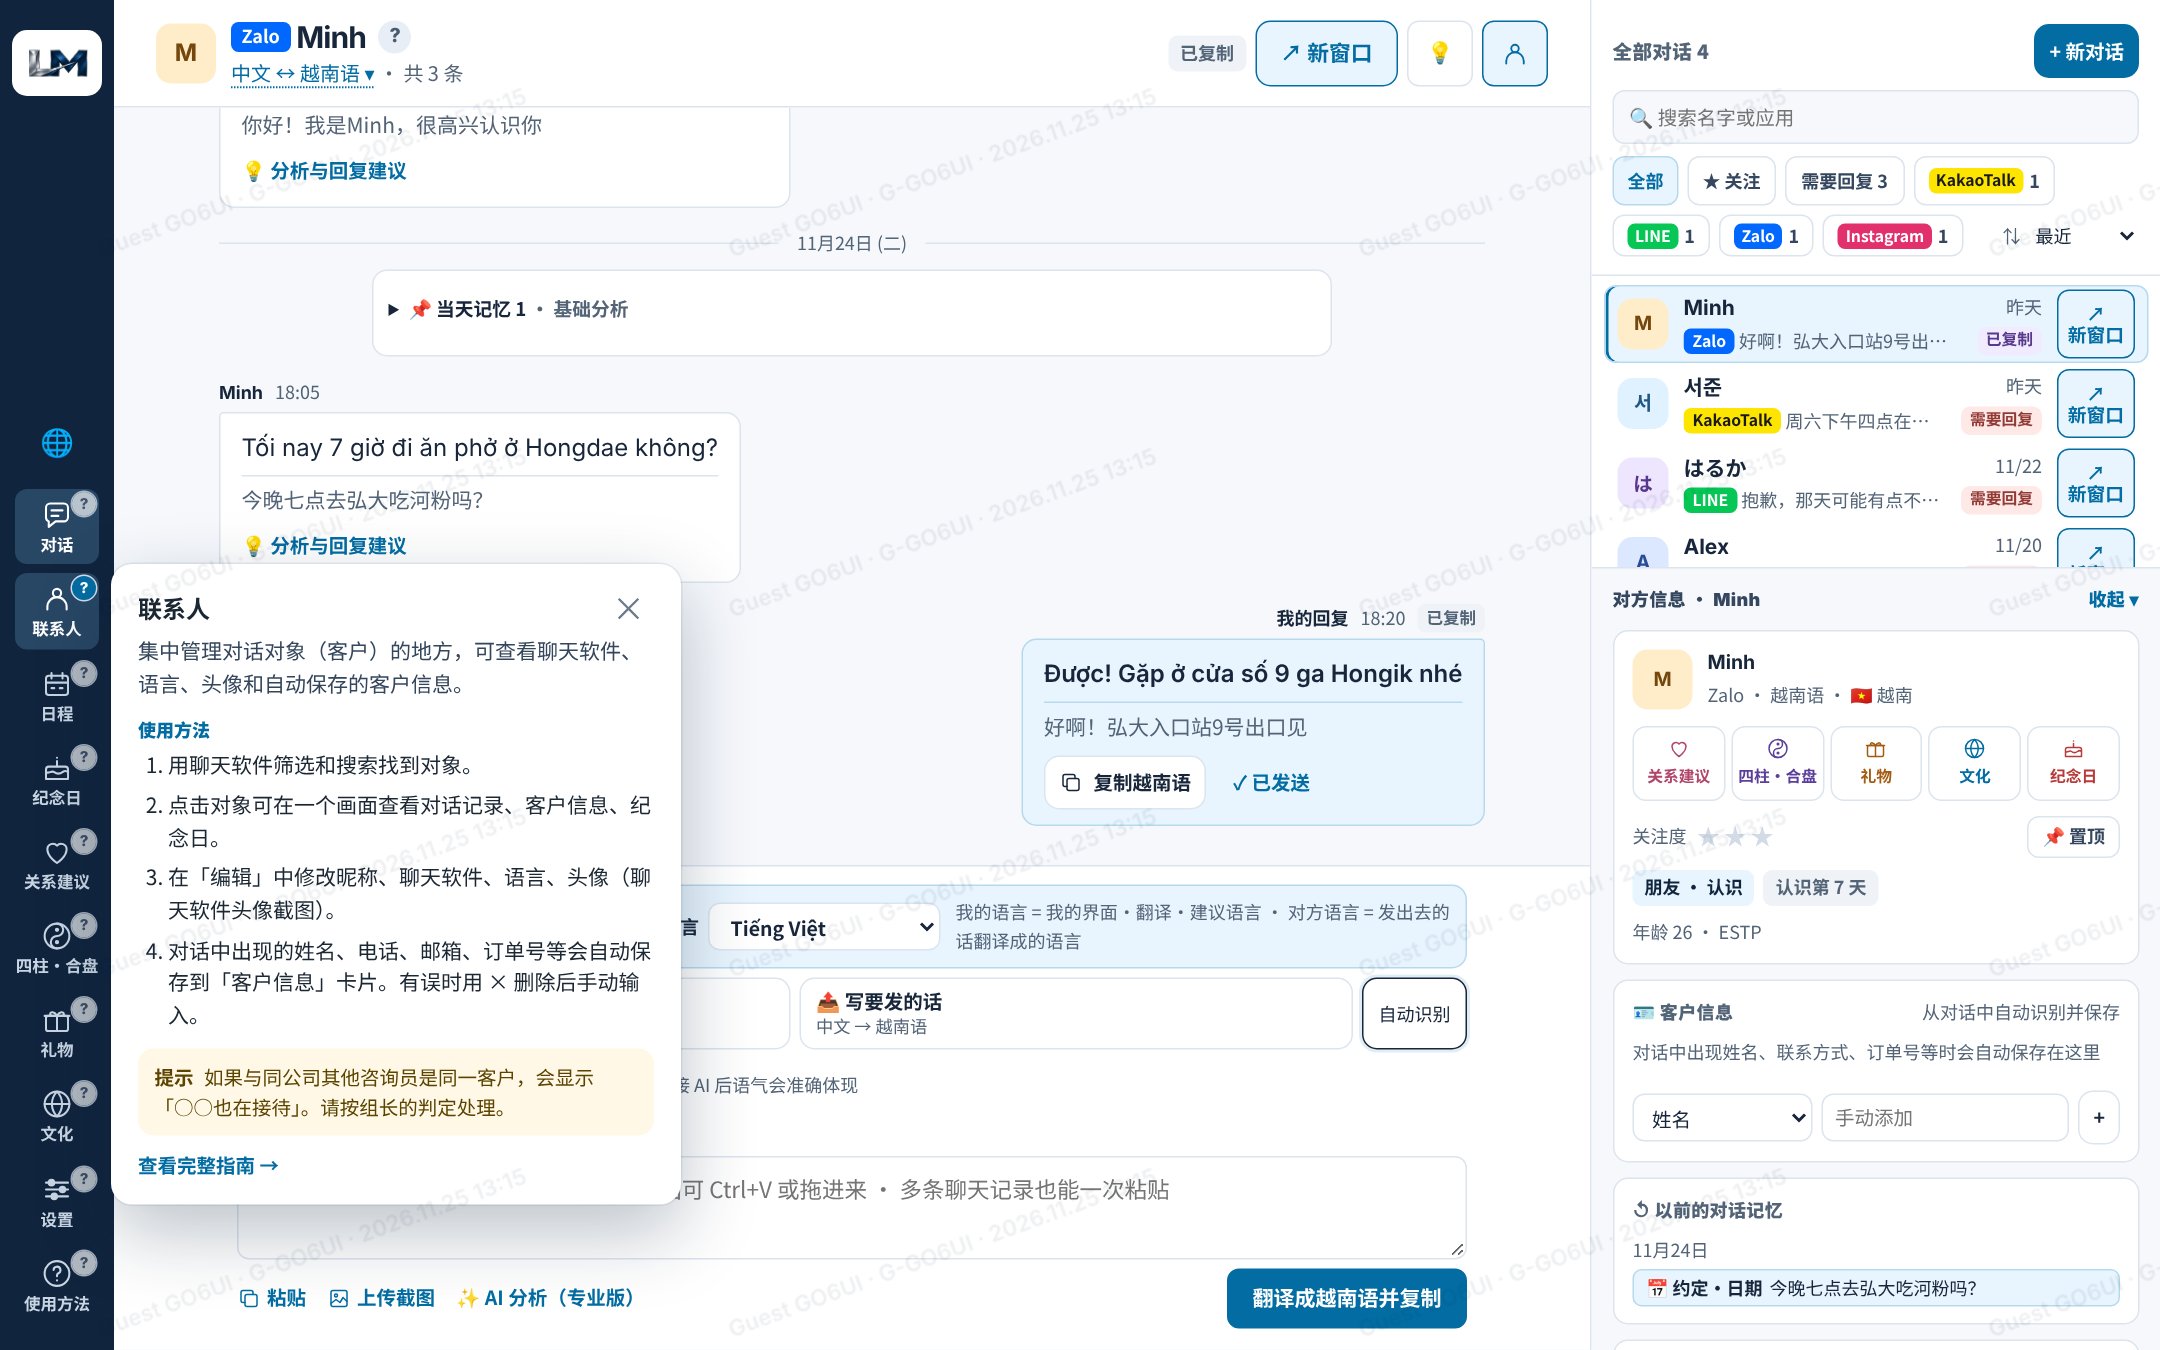 LM
对话
联系人
日程
纪念日
关系建议
四柱·合盘
礼物
文化
设置
使用方法
M
Zalo Minh ?
中文 ↔ 越南语 ▾ · 共 3 条
已复制
↗ 新窗口
你好！我是Minh，很高兴认识你
💡 分析与回复建议
11月24日 (二)
▶ 📌 当天记忆 1 · 基础分析
Minh 18:05
Tối nay 7 giờ đi ăn phở ở Hongdae không?
今晚七点去弘大吃河粉吗？
💡 分析与回复建议
我的回复 18:20 已复制
Được! Gặp ở cửa số 9 ga Hongik nhé
好啊！弘大入口站9号出口见
复制越南语
✓ 已发送
联系人
集中管理对话对象（客户）的地方，可查看聊天软件、
语言、头像和自动保存的客户信息。
使用方法
1. 用聊天软件筛选和搜索找到对象。
2. 点击对象可在一个画面查看对话记录、客户信息、纪
念日。
3. 在「编辑」中修改昵称、聊天软件、语言、头像（聊
天软件头像截图）。
4. 对话中出现的姓名、电话、邮箱、订单号等会自动保
存到「客户信息」卡片。有误时用 × 删除后手动输
入。
提示 如果与同公司其他咨询员是同一客户，会显示
「〇〇也在接待」。请按组长的判定处理。
查看完整指南 →
言
Tiếng Việt
我的语言 = 我的界面·翻译·建议语言 · 对方语言 = 发出去的
话翻译成的语言
📤 写要发的话
中文 → 越南语
自动识别
AI 后语气会准确体现
可 Ctrl+V 或拖进来 · 多条聊天记录也能一次粘贴
粘贴
上传截图
✨ AI 分析（专业版）
翻译成越南语并复制
全部对话 4
+ 新对话
🔍 搜索名字或应用
全部
★ 关注
需要回复 3
KakaoTalk 1
LINE 1
Zalo 1
Instagram 1
↑↓ 最近
M
Minh
昨天
Zalo 好啊！弘大入口站9号出…
已复制
↗
新窗口
서
서준
昨天
KakaoTalk 周六下午四点在…
需要回复
↗
新窗口
は
はるか
11/22
LINE 抱歉，那天可能有点不…
需要回复
↗
新窗口
A
Alex
11/20
↗
对方信息 · Minh
收起 ▾
M
Minh
Zalo · 越南语 · 🇻🇳 越南
关系建议
四柱·合盘
礼物
文化
纪念日
关注度 ★★★
📌 置顶
朋友 · 认识
认识第 7 天
年龄 26 · ESTP
🪪 客户信息
从对话中自动识别并保存
对话中出现姓名、联系方式、订单号等时会自动保存在这里
姓名
手动添加
+
以前的对话记忆
11月24日
📅 约定·日期 今晚七点去弘大吃河粉吗？
Guest GO6UI · G-GO6UI · 2026.11.25 13:15